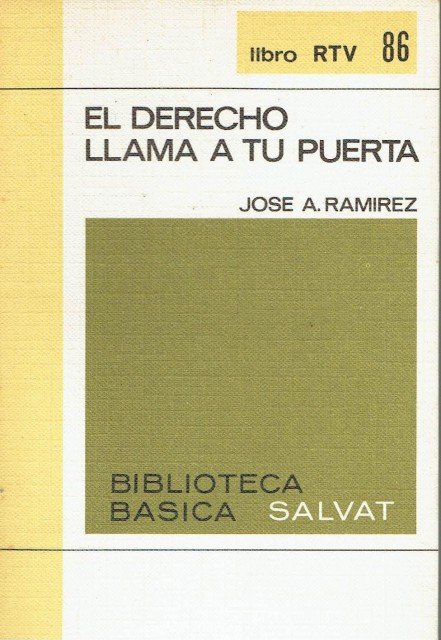 libro RTV 86
EL DERECHO
LLAMA A TU PUERTA
JOSE A. RAMIREZ
BIBLIOTECA
BASICA SALVAT